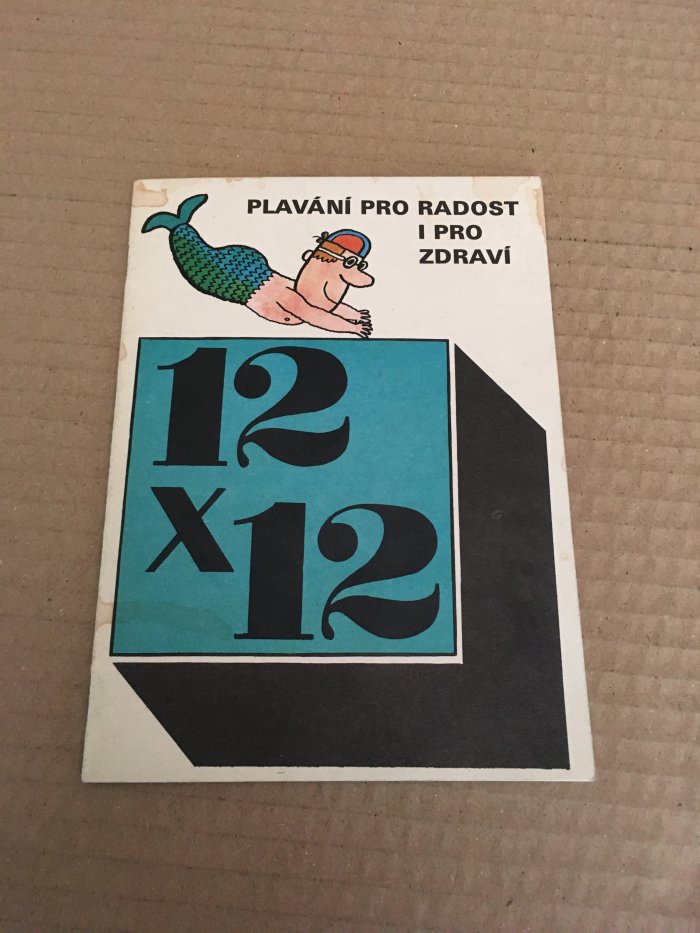 PLAVÁNÍ PRO RADOST
I PRO
ZDRAVÍ
12
x12